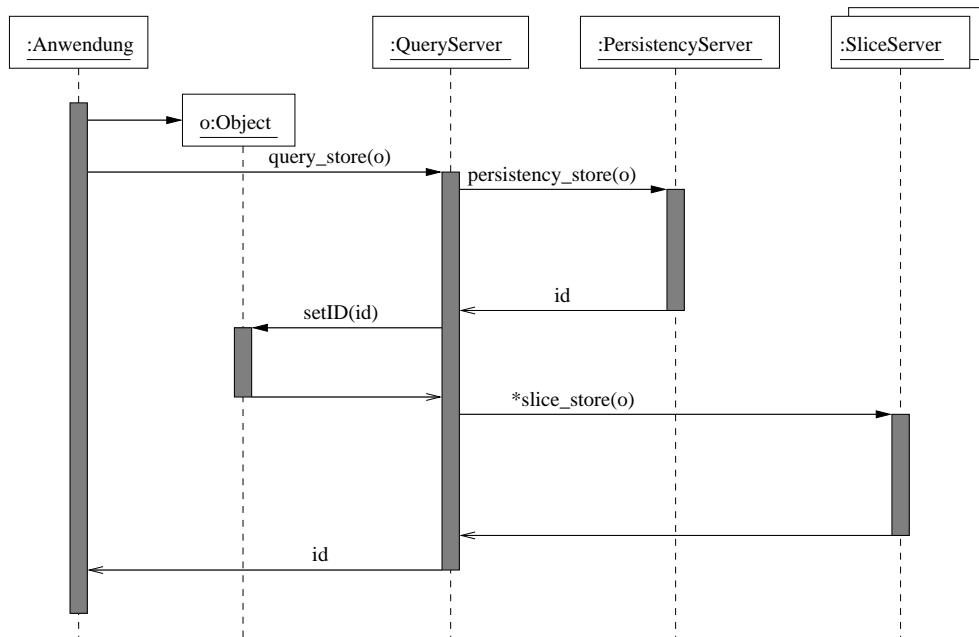 :Anwendung
:QueryServer
:PersistencyServer
:SliceServer
o:Object
query_store(o)
persistency_store(o)
id
setID(id)
*slice_store(o)
id